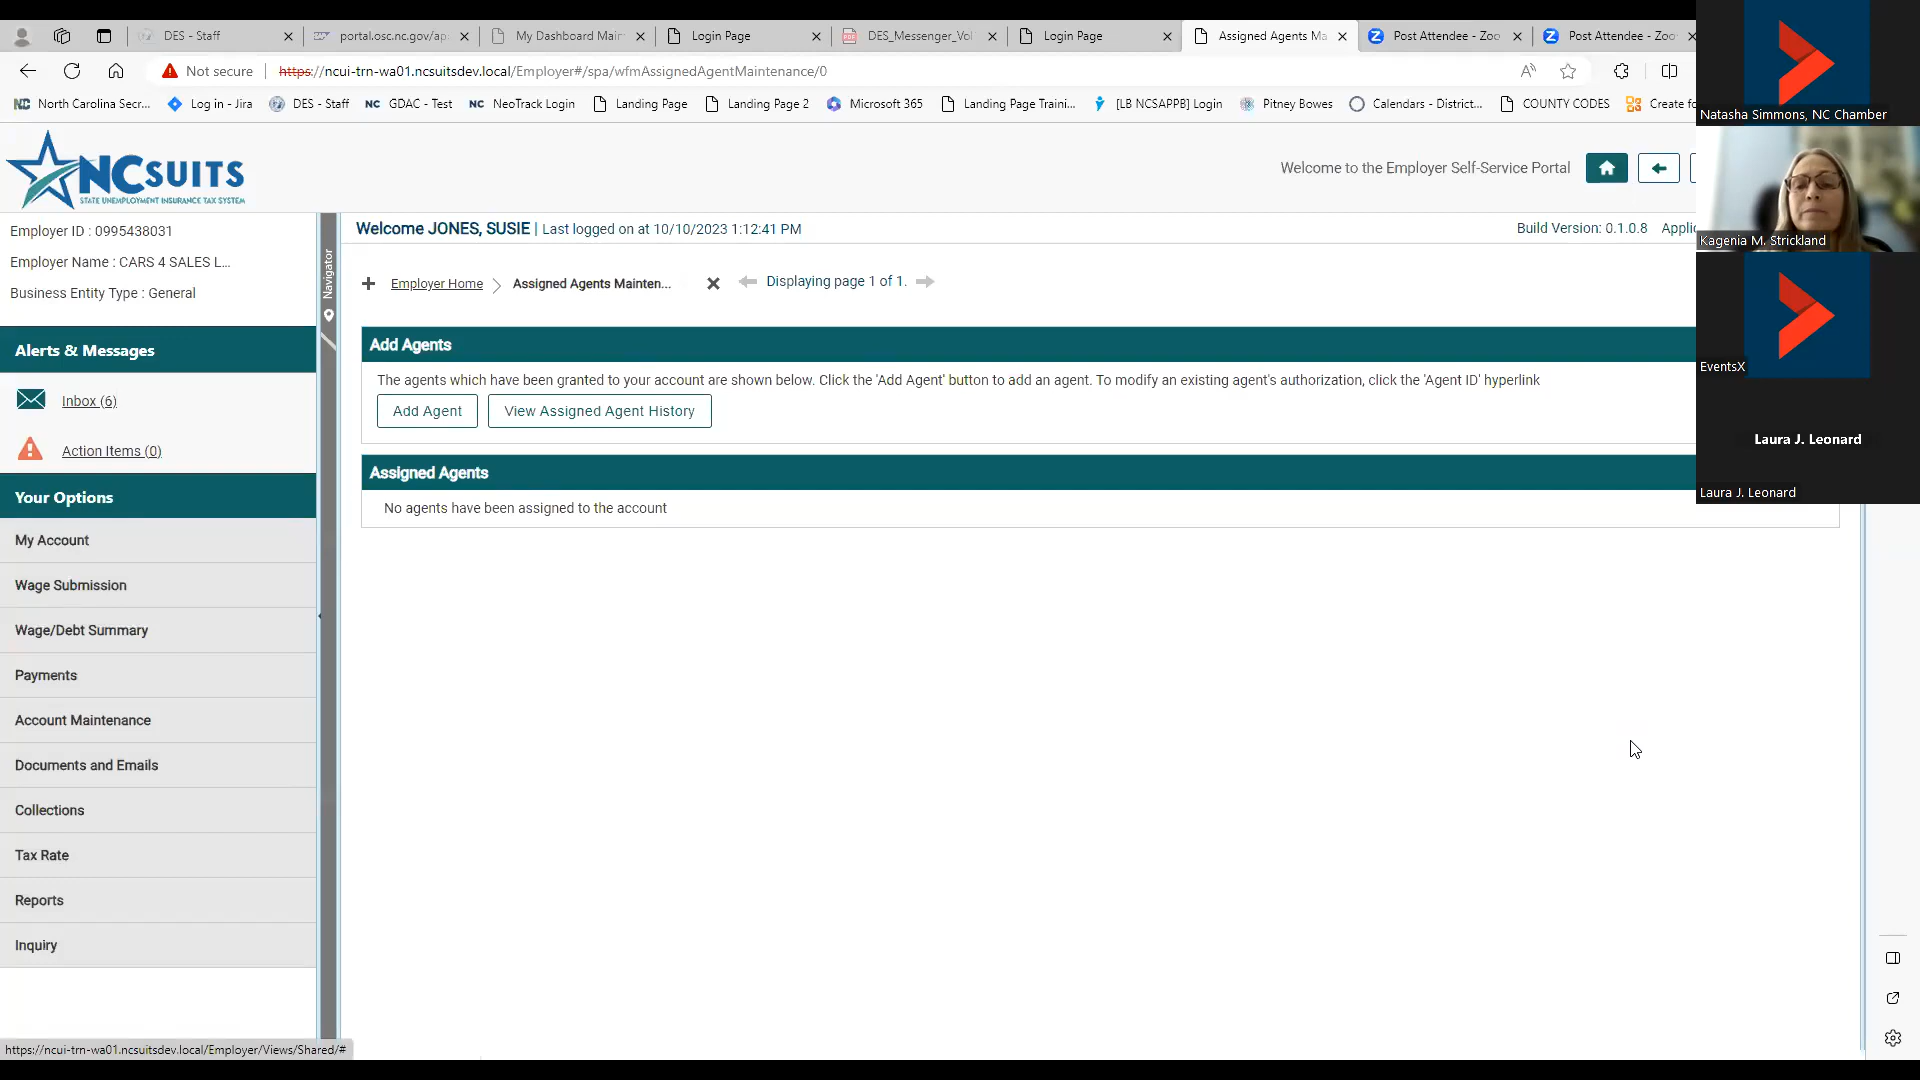 DES - Staff
portal.osc.nc.gov/ap
My Dashboard Main
Login Page
DES_Messenger_Vol
Login Page
Assigned Agents Ma
Post Attendee - Zoo
Post Attendee - Zoo
Not secure
https://ncui-trn-wa01.ncsuitsdev.local/Employer#/spa/wfmAssignedAgentMaintenance/0
North Carolina Secr...
Log in - Jira
DES - Staff
NC GDAC - Test
NC NeoTrack Login
Landing Page
Landing Page 2
Microsoft 365
Landing Page Traini...
[LB NCSAPPB] Login
Pitney Bowes
Calendars - District...
COUNTY CODES
Create fo
Natasha Simmons, NC Chamber
NCSUITS
STATE UNEMPLOYMENT INSURANCE TAX SYSTEM
Welcome to the Employer Self-Service Portal
Kagenia M. Strickland
Employer ID : 0995438031
Employer Name : CARS 4 SALES L...
Business Entity Type : General
Navigator
Welcome JONES, SUSIE | Last logged on at 10/10/2023 1:12:41 PM
Build Version: 0.1.0.8
Applic
Employer Home
Assigned Agents Mainten...
Displaying page 1 of 1.
EventsX
Add Agents
The agents which have been granted to your account are shown below. Click the 'Add Agent' button to add an agent. To modify an existing agent's authorization, click the 'Agent ID' hyperlink
Add Agent
View Assigned Agent History
Assigned Agents
No agents have been assigned to the account
Laura J. Leonard
Laura J. Leonard
Alerts & Messages
Inbox (6)
Action Items (0)
Your Options
My Account
Wage Submission
Wage/Debt Summary
Payments
Account Maintenance
Documents and Emails
Collections
Tax Rate
Reports
Inquiry
https://ncui-trn-wa01.ncsuitsdev.local/Employer/Views/Shared/#